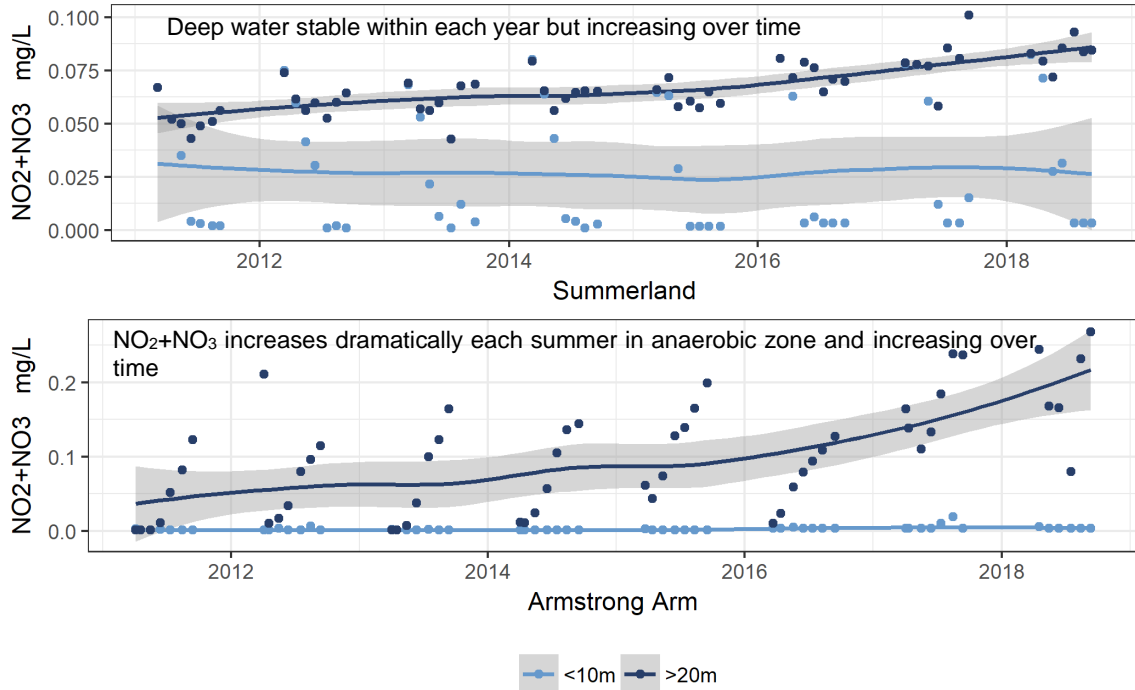 Deep water stable within each year but increasing over time
NO2+NO3 mg/L
0.100
0.075
0.050
0.025
0.000
2012 2014 2016 2018
Summerland
NO₂+NO₃ increases dramatically each summer in anaerobic zone and increasing over
time
NO2+NO3 mg/L
0.2
0.1
0.0
2012 2014 2016 2018
Armstrong Arm
<10m >20m